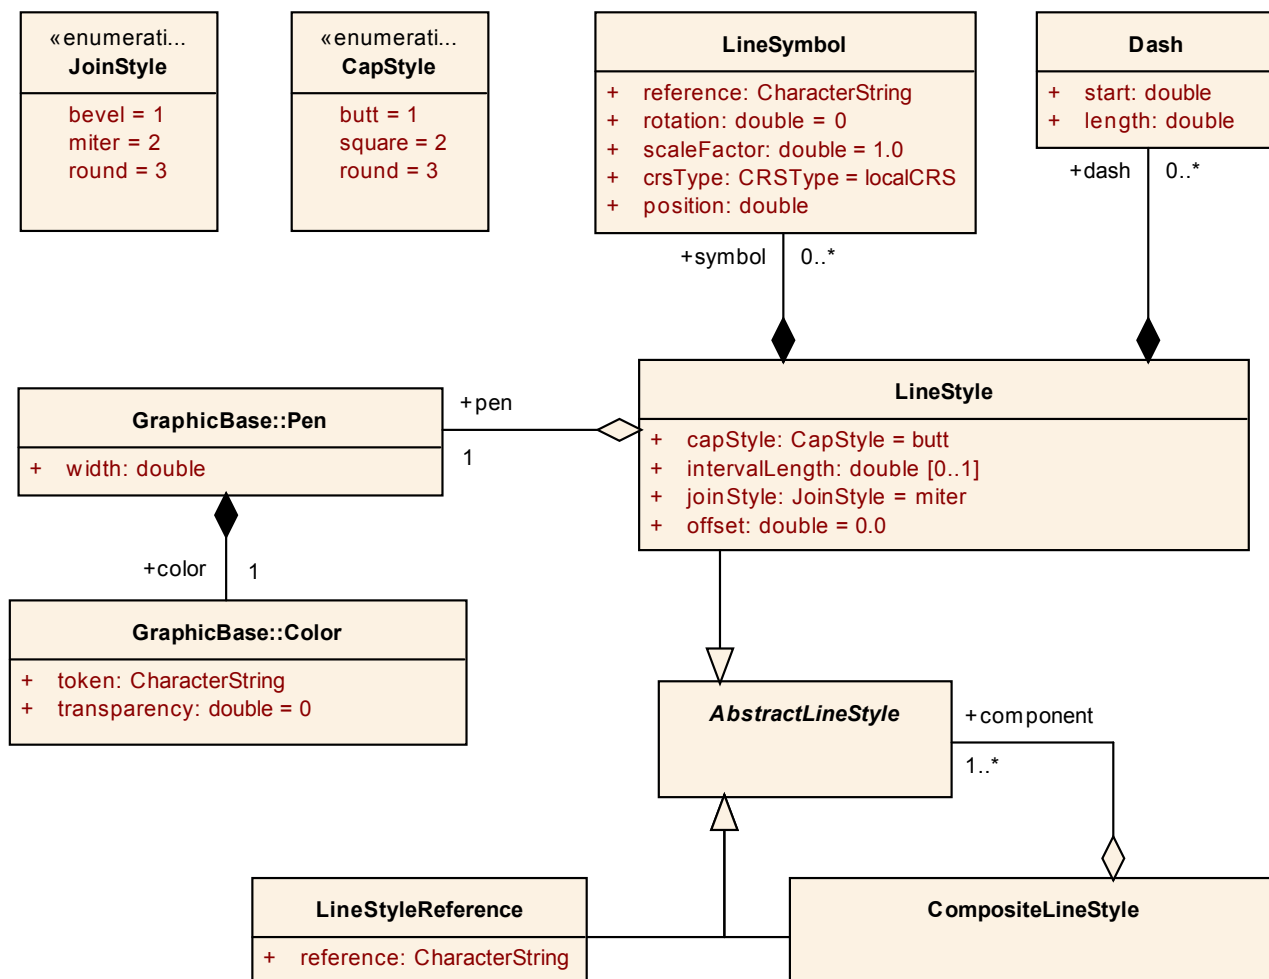 «enumerati...
JoinStyle
bevel = 1
miter = 2
round = 3
«enumerati...
CapStyle
butt = 1
square = 2
round = 3
LineSymbol
+ reference: CharacterString
+ rotation: double = 0
+ scaleFactor: double = 1.0
+ crsType: CRSType = localCRS
+ position: double
Dash
+ start: double
+ length: double
+symbol 0..*
+dash 0..*
GraphicBase::Pen
+ width: double
+pen
1
LineStyle
+ capStyle: CapStyle = butt
+ intervalLength: double [0..1]
+ joinStyle: JoinStyle = miter
+ offset: double = 0.0
+color 1
GraphicBase::Color
+ token: CharacterString
+ transparency: double = 0
AbstractLineStyle
+component
1..*
LineStyleReference
+ reference: CharacterString
CompositeLineStyle